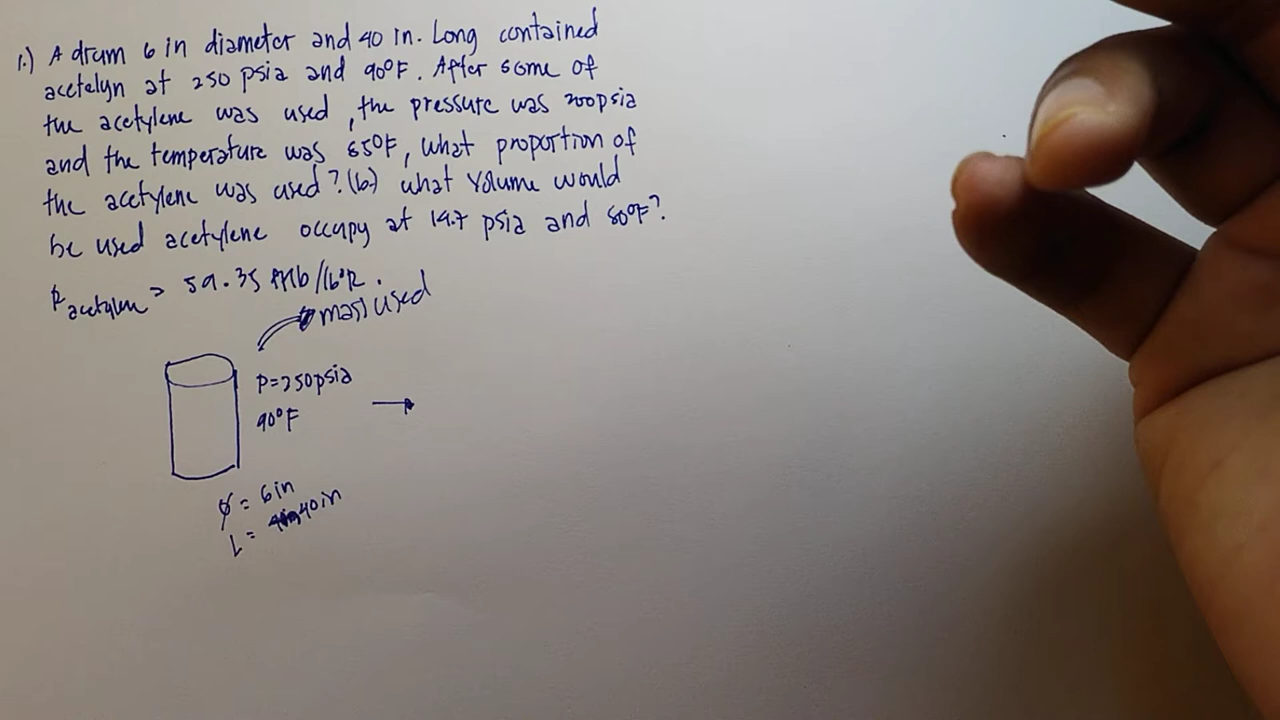 1.) A drum 6 in diameter and 40 in. Long contained
acetelyn at 250 psia and 90°F. After some of
the acetylene was used, the pressure was 200psia
and the temperature was 85°F, what proportion of
the acetylene was used? (b.) what volume would
be used acetylene occupy at 14.7 psia and 80°F?
R acetylen = 59.35 ftlb/lb°R.
mass used
P=250psia
90°F
ø = 6in
L = 40in